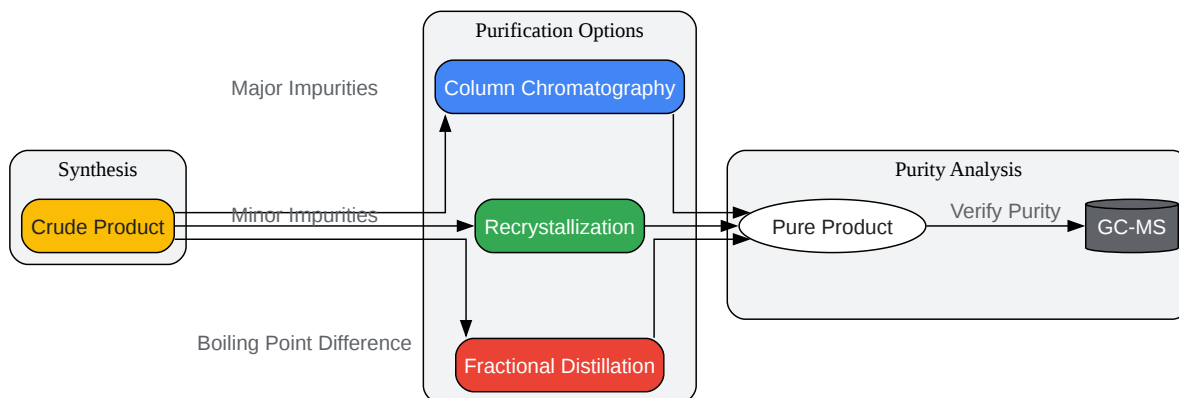 Purification Options
Major Impurities
Column Chromatography
Synthesis
Crude Product
Minor Impurities
Recrystallization
Boiling Point Difference
Fractional Distillation
Purity Analysis
Pure Product
Verify Purity
GC-MS